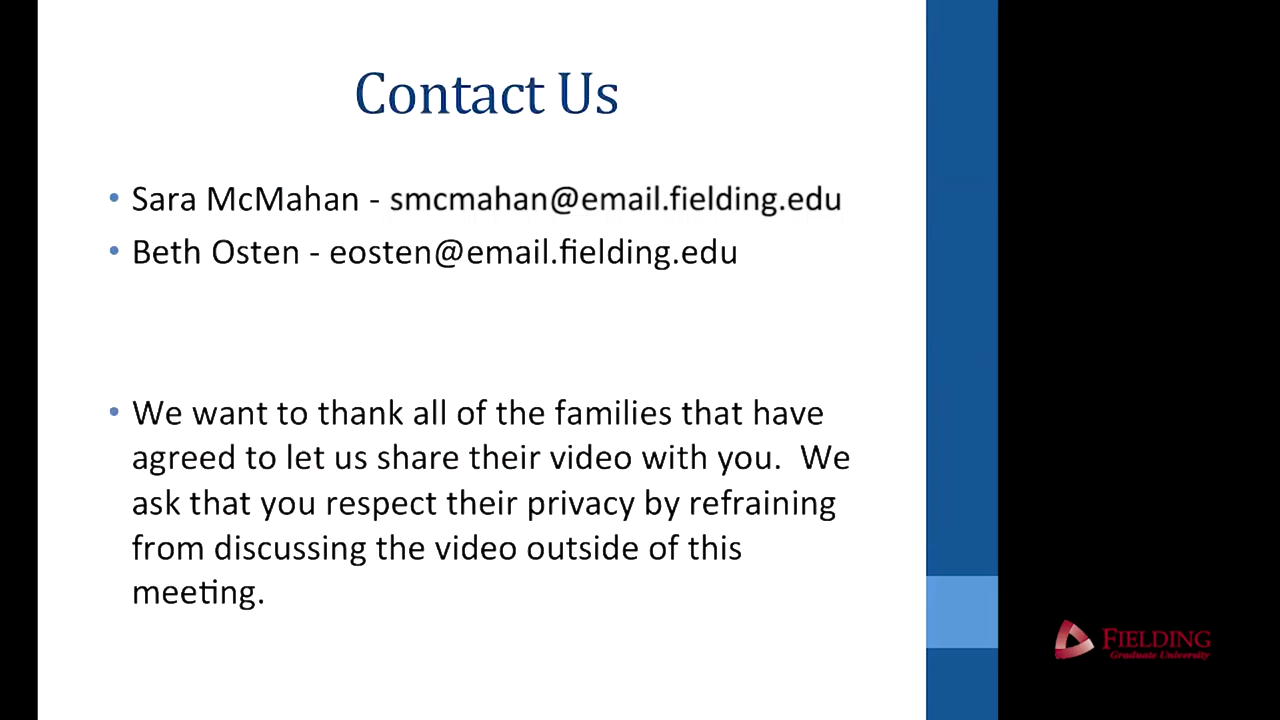 Contact Us
• Sara McMahan - smcmahan@email.fielding.edu
• Beth Osten - eosten@email.fielding.edu
• We want to thank all of the families that have
agreed to let us share their video with you.  We
ask that you respect their privacy by refraining
from discussing the video outside of this
meeting.
FIELDING
Graduate University